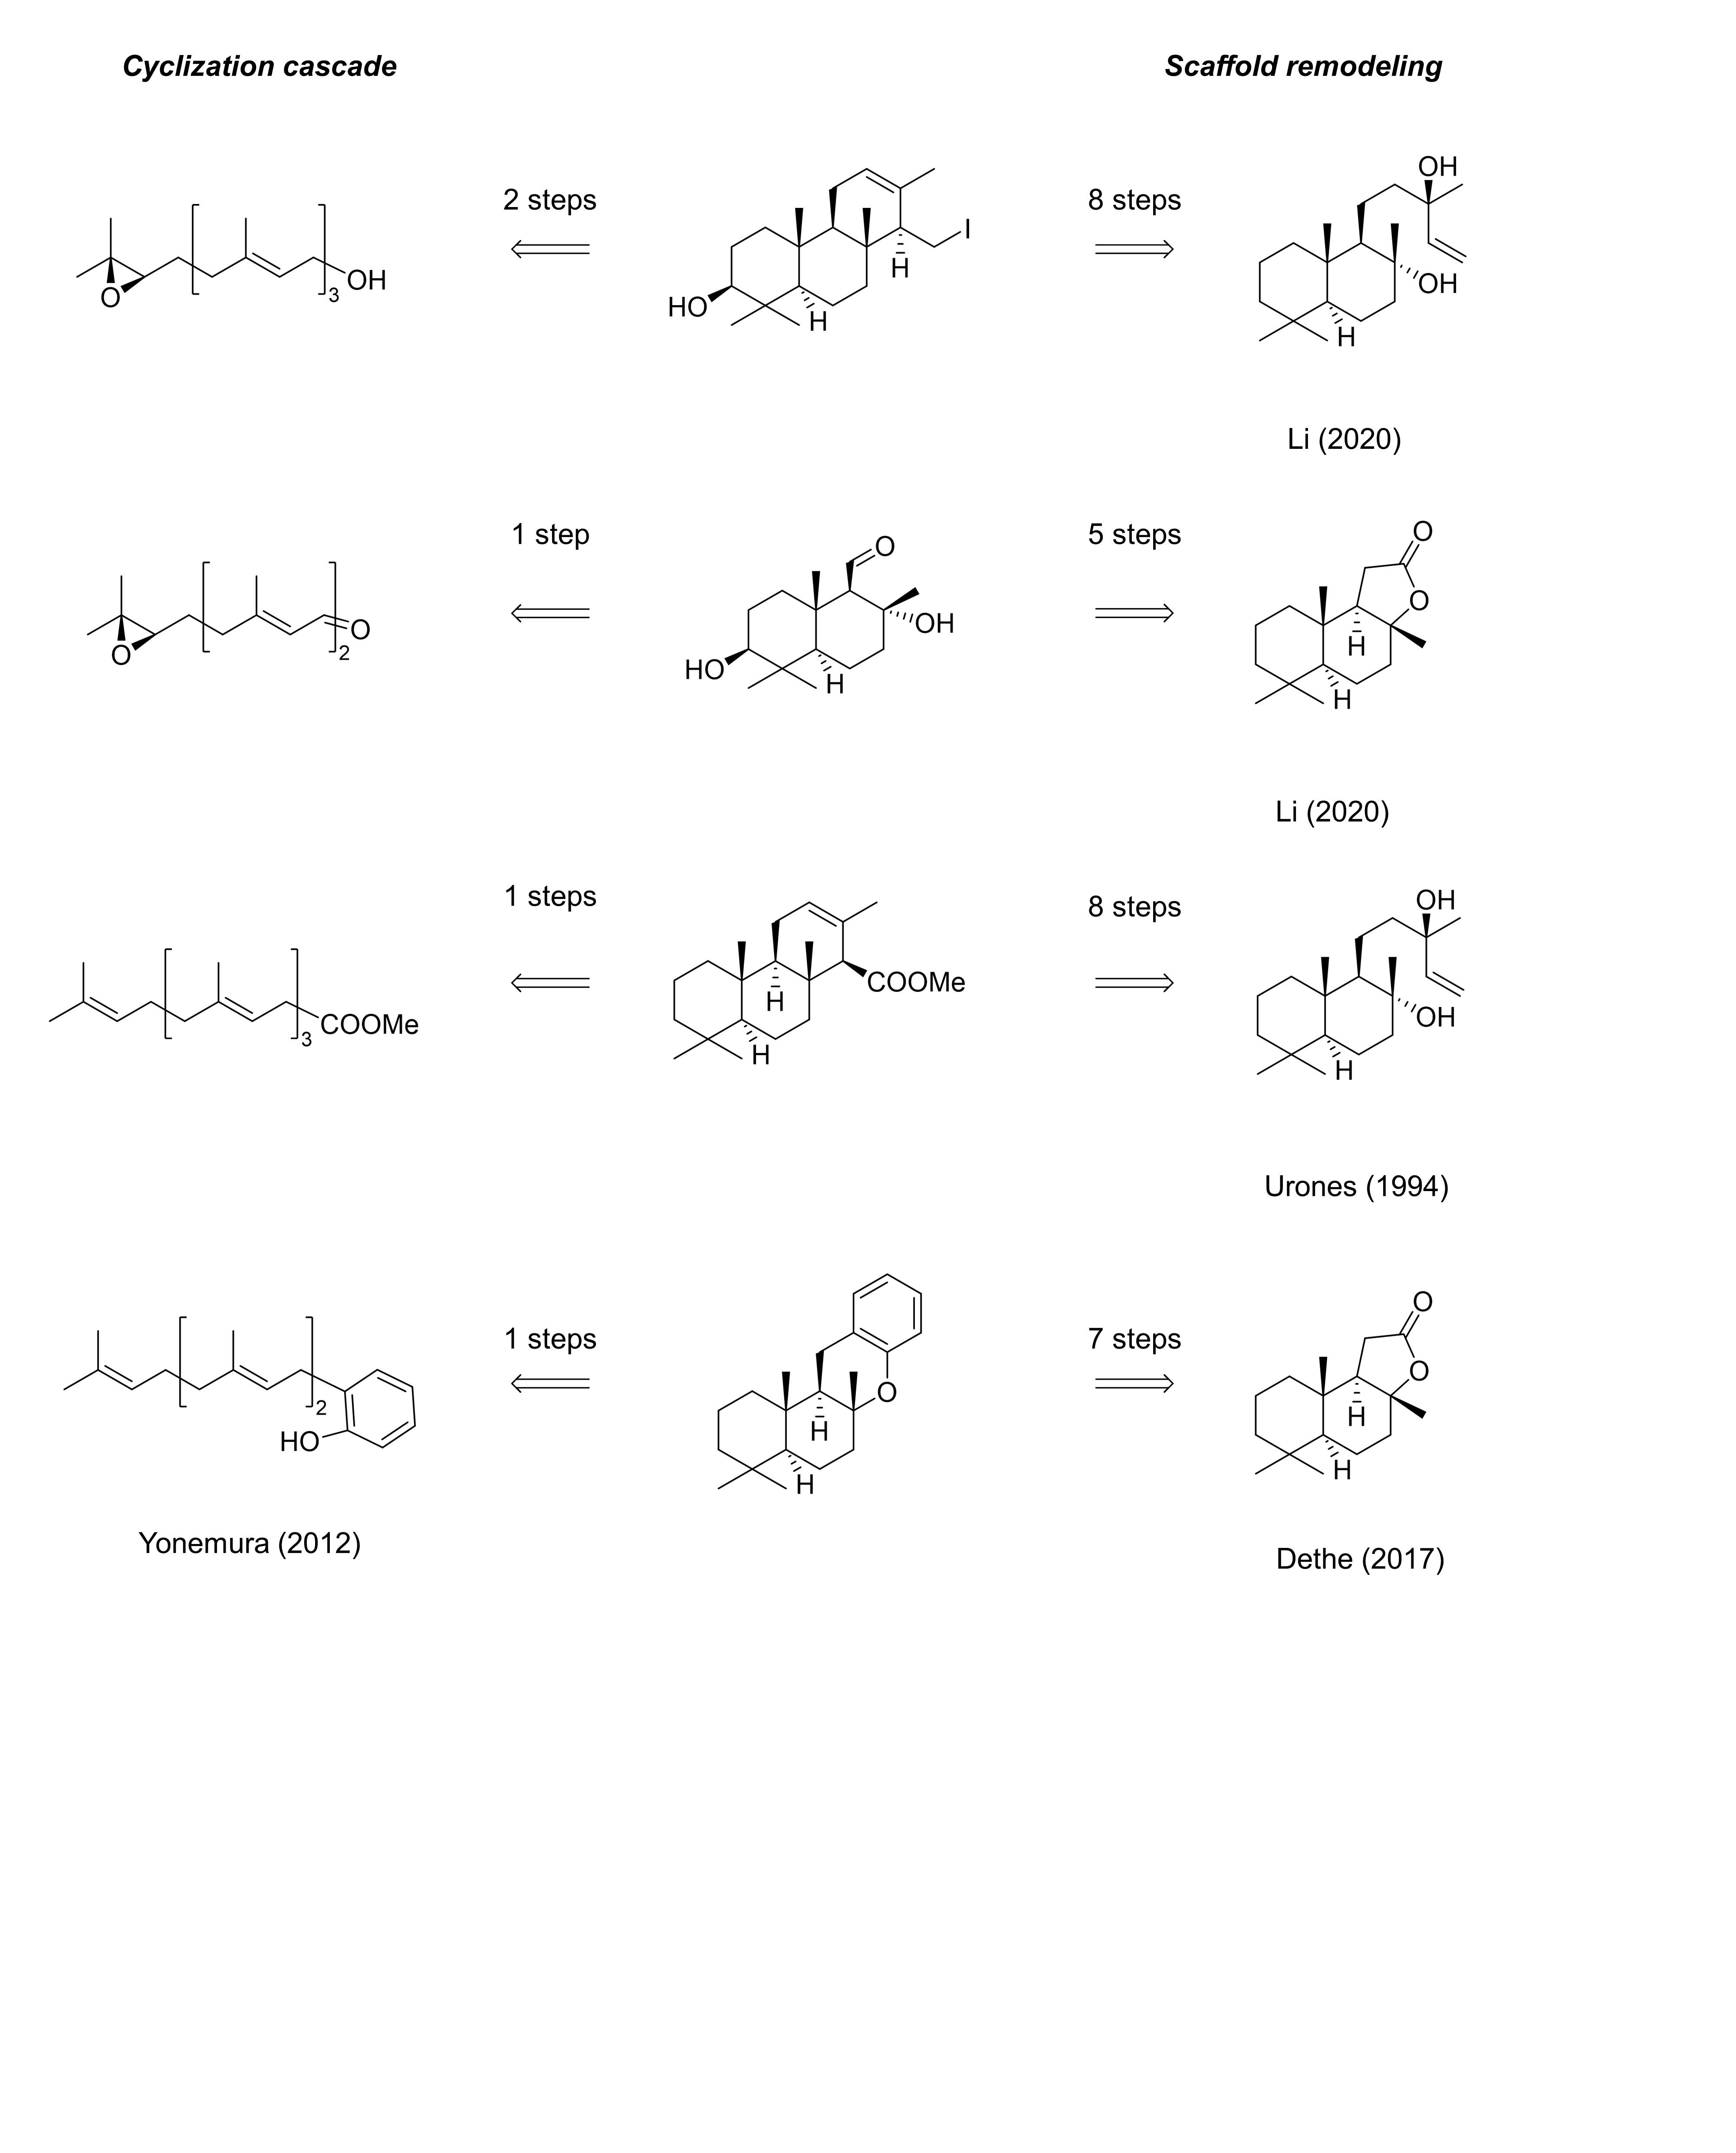 Cyclization cascade
Scaffold remodeling
2 steps
8 steps
O
OH
3
HO
H
H
I
OH
OH
H
Li (2020)
1 step
5 steps
O
O
2
HO
O
OH
H
O
O
H
H
Li (2020)
1 steps
8 steps
COOMe
3
H
H
COOMe
OH
OH
H
Urones (1994)
1 steps
7 steps
HO
2
O
H
H
O
O
H
H
Yonemura (2012)
Dethe (2017)